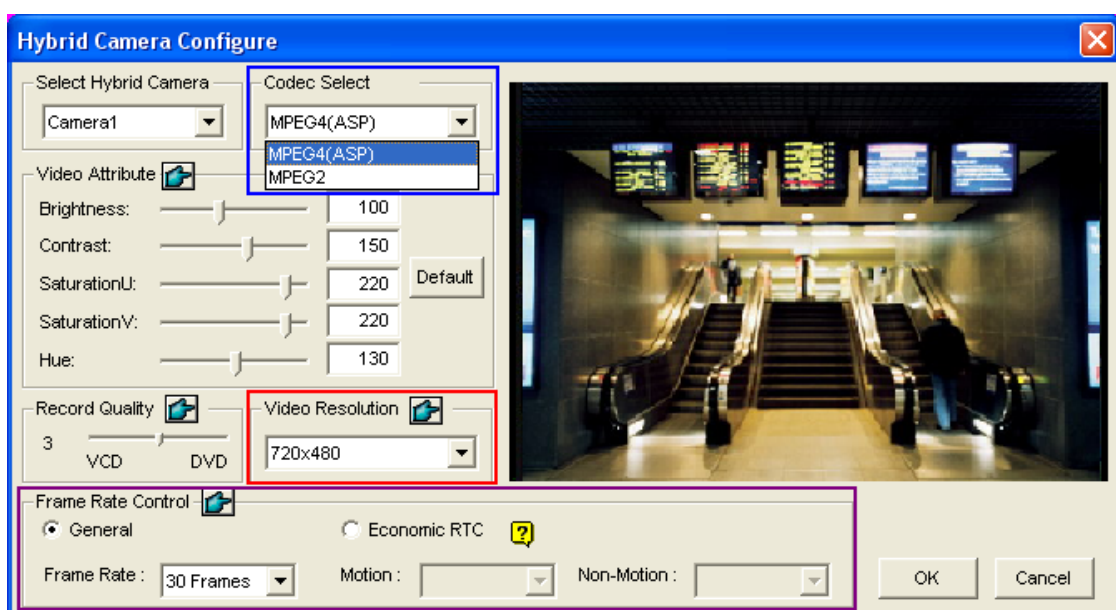 Hybrid Camera Configure
Select Hybrid Camera
Camera1
Codec Select
MPEG4(ASP)
MPEG4(ASP)
MPEG2
Video Attribute
Brightness: 100
Contrast: 150
SaturationU: 220
SaturationV: 220
Hue: 130
Default
Record Quality
3
VCD DVD
Video Resolution
720x480
Frame Rate Control
General
Economic RTC
?
Frame Rate : 30 Frames
Motion :
Non-Motion :
OK
Cancel